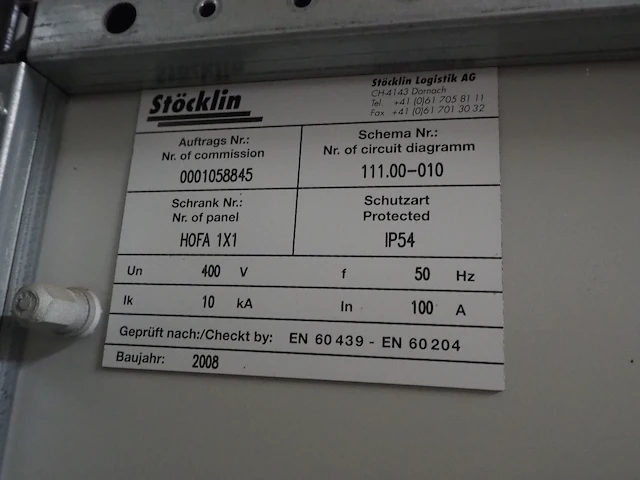 Stöcklin
Stöcklin Logistik AG
CH-4143 Dornach
Tel. +41 (0)61 705 81 11
Fax +41 (0)61 701 30 32
Auftrags Nr.:
Nr. of commission
0001058845
Schema Nr.:
Nr. of circuit diagramm
111.00-010
Schrank Nr.:
Nr. of panel
HOFA 1X1
Schutzart
Protected
IP54
Un 400 V f 50 Hz
Ik 10 kA In 100 A
Geprüft nach:/Checkt by: EN 60 439 - EN 60 204
Baujahr: 2008